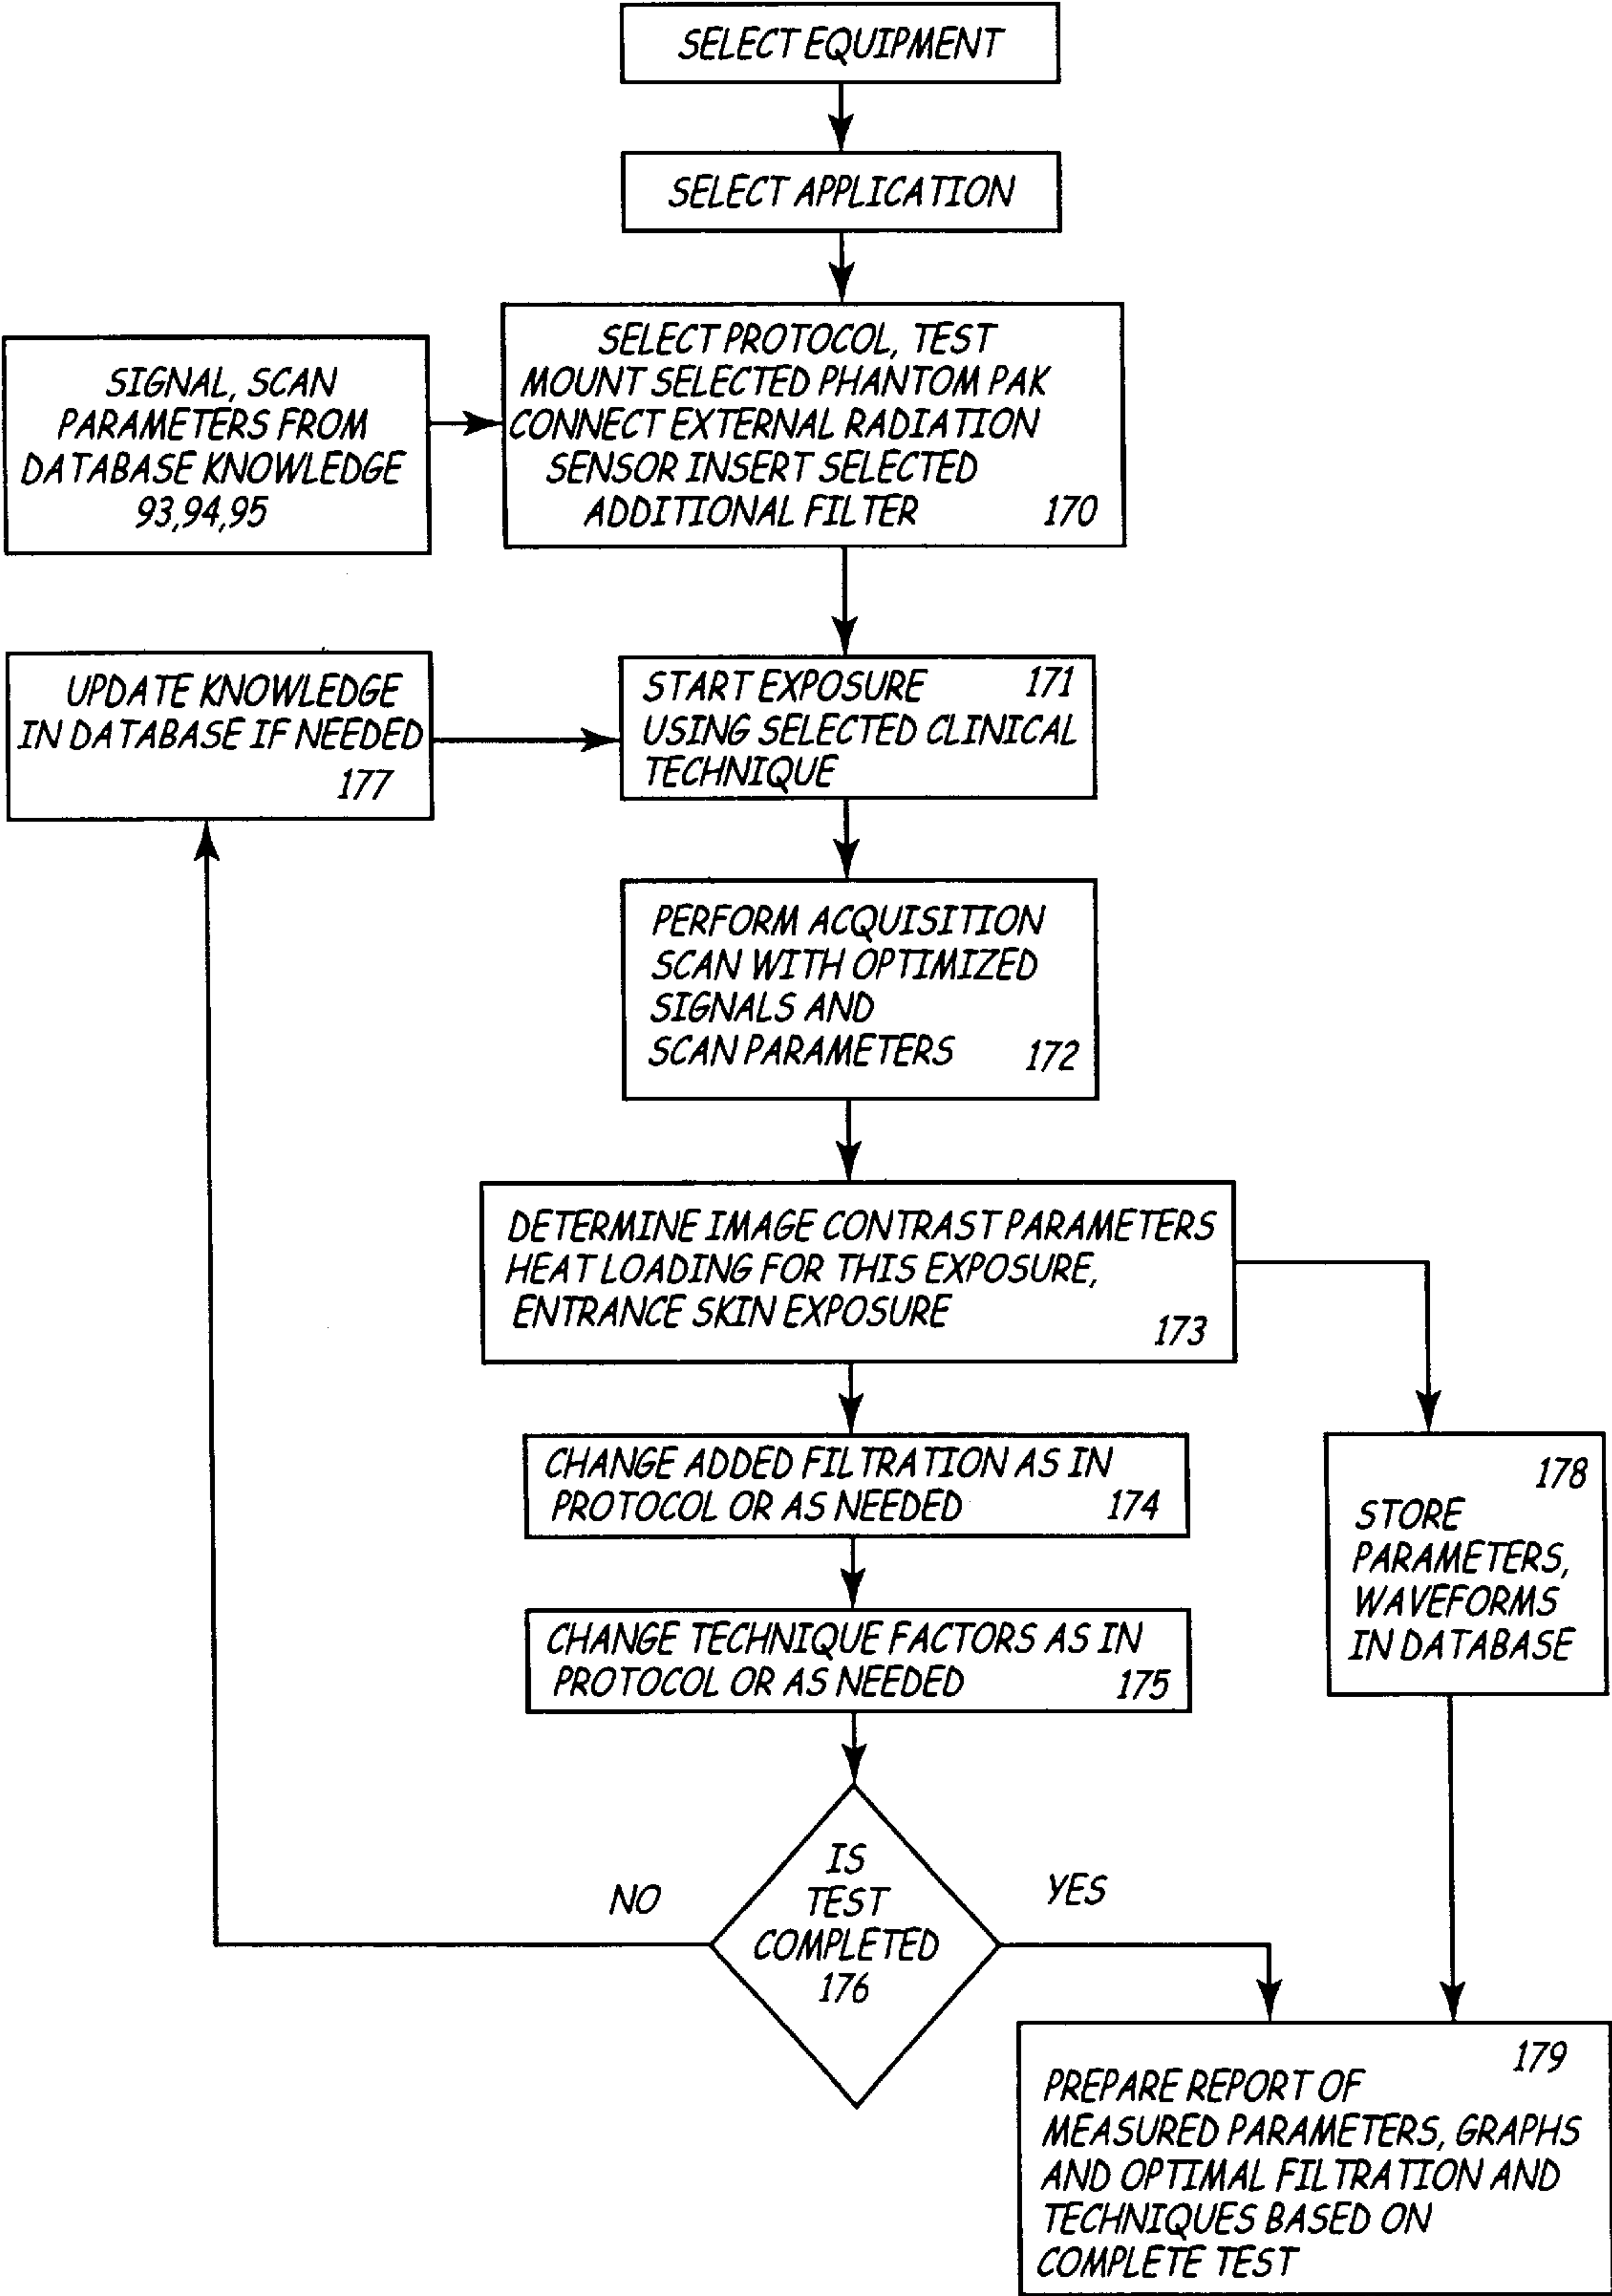 SELECT EQUIPMENT
SELECT APPLICATION
SIGNAL, SCAN
PARAMETERS FROM
DATABASE KNOWLEDGE
93,94,95
SELECT PROTOCOL, TEST
MOUNT SELECTED PHANTOM PAK
CONNECT EXTERNAL RADIATION
SENSOR INSERT SELECTED
ADDITIONAL FILTER 170
UPDATE KNOWLEDGE
IN DATABASE IF NEEDED
177
START EXPOSURE 171
USING SELECTED CLINICAL
TECHNIQUE
PERFORM ACQUISITION
SCAN WITH OPTIMIZED
SIGNALS AND
SCAN PARAMETERS 172
DETERMINE IMAGE CONTRAST PARAMETERS
HEAT LOADING FOR THIS EXPOSURE,
ENTRANCE SKIN EXPOSURE
173
CHANGE ADDED FILTRATION AS IN
PROTOCOL OR AS NEEDED 174
CHANGE TECHNIQUE FACTORS AS IN
PROTOCOL OR AS NEEDED 175
178
STORE
PARAMETERS,
WAVEFORMS
IN DATABASE
IS
TEST
COMPLETED
176
NO
YES
179
PREPARE REPORT OF
MEASURED PARAMETERS, GRAPHS
AND OPTIMAL FILTRATION AND
TECHNIQUES BASED ON
COMPLETE TEST